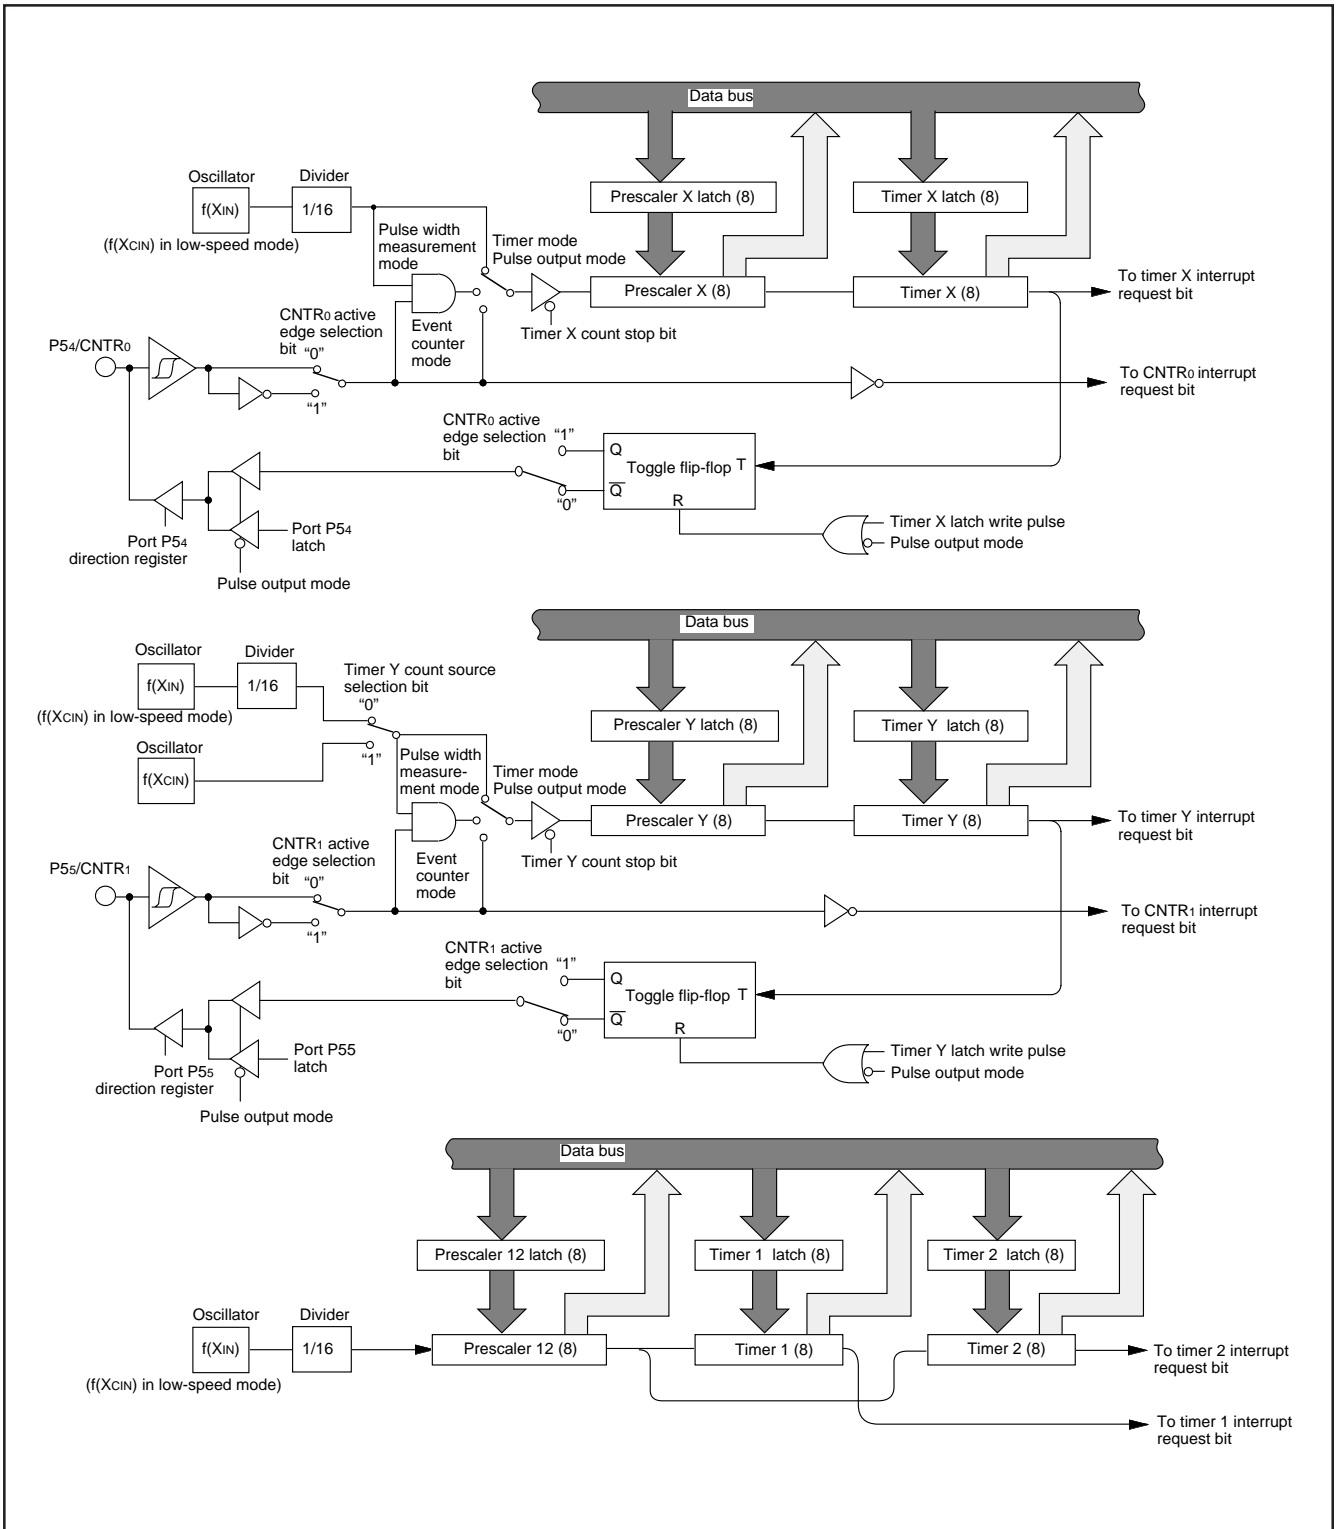 Data bus
Oscillator
Divider
f(XIN)
1/16
(f(XCIN) in low-speed mode)
Prescaler X latch (8)
Timer X latch (8)
Pulse width
measurement
mode
Timer mode
Pulse output mode
Prescaler X (8)
Timer X (8)
To timer X interrupt
request bit
Timer X count stop bit
CNTR0 active
edge selection
bit
"0"
Event
counter
mode
P54/CNTR0
"1"
To CNTR0 interrupt
request bit
CNTR0 active
edge selection
bit
"1"
Q
Toggle flip-flop
T
Q
"0"
R
Port P54
latch
Port P54
direction register
Pulse output mode
Timer X latch write pulse
Pulse output mode
Data bus
Oscillator
Divider
f(XIN)
1/16
(f(XCIN) in low-speed mode)
Timer Y count source
selection bit
"0"
Oscillator
f(XCIN)
"1"
Prescaler Y latch (8)
Timer Y latch (8)
Pulse width
measure-
ment mode
Timer mode
Pulse output mode
Prescaler Y (8)
Timer Y (8)
To timer Y interrupt
request bit
Timer Y count stop bit
CNTR1 active
edge selection
bit
"0"
Event
counter
mode
P55/CNTR1
"1"
To CNTR1 interrupt
request bit
CNTR1 active
edge selection
bit
"1"
Q
Toggle flip-flop
T
Q
"0"
R
Port P55
latch
Port P55
direction register
Pulse output mode
Timer Y latch write pulse
Pulse output mode
Data bus
Prescaler 12 latch (8)
Timer 1 latch (8)
Timer 2 latch (8)
Oscillator
Divider
f(XIN)
1/16
(f(XCIN) in low-speed mode)
Prescaler 12 (8)
Timer 1 (8)
Timer 2 (8)
To timer 2 interrupt
request bit
To timer 1 interrupt
request bit